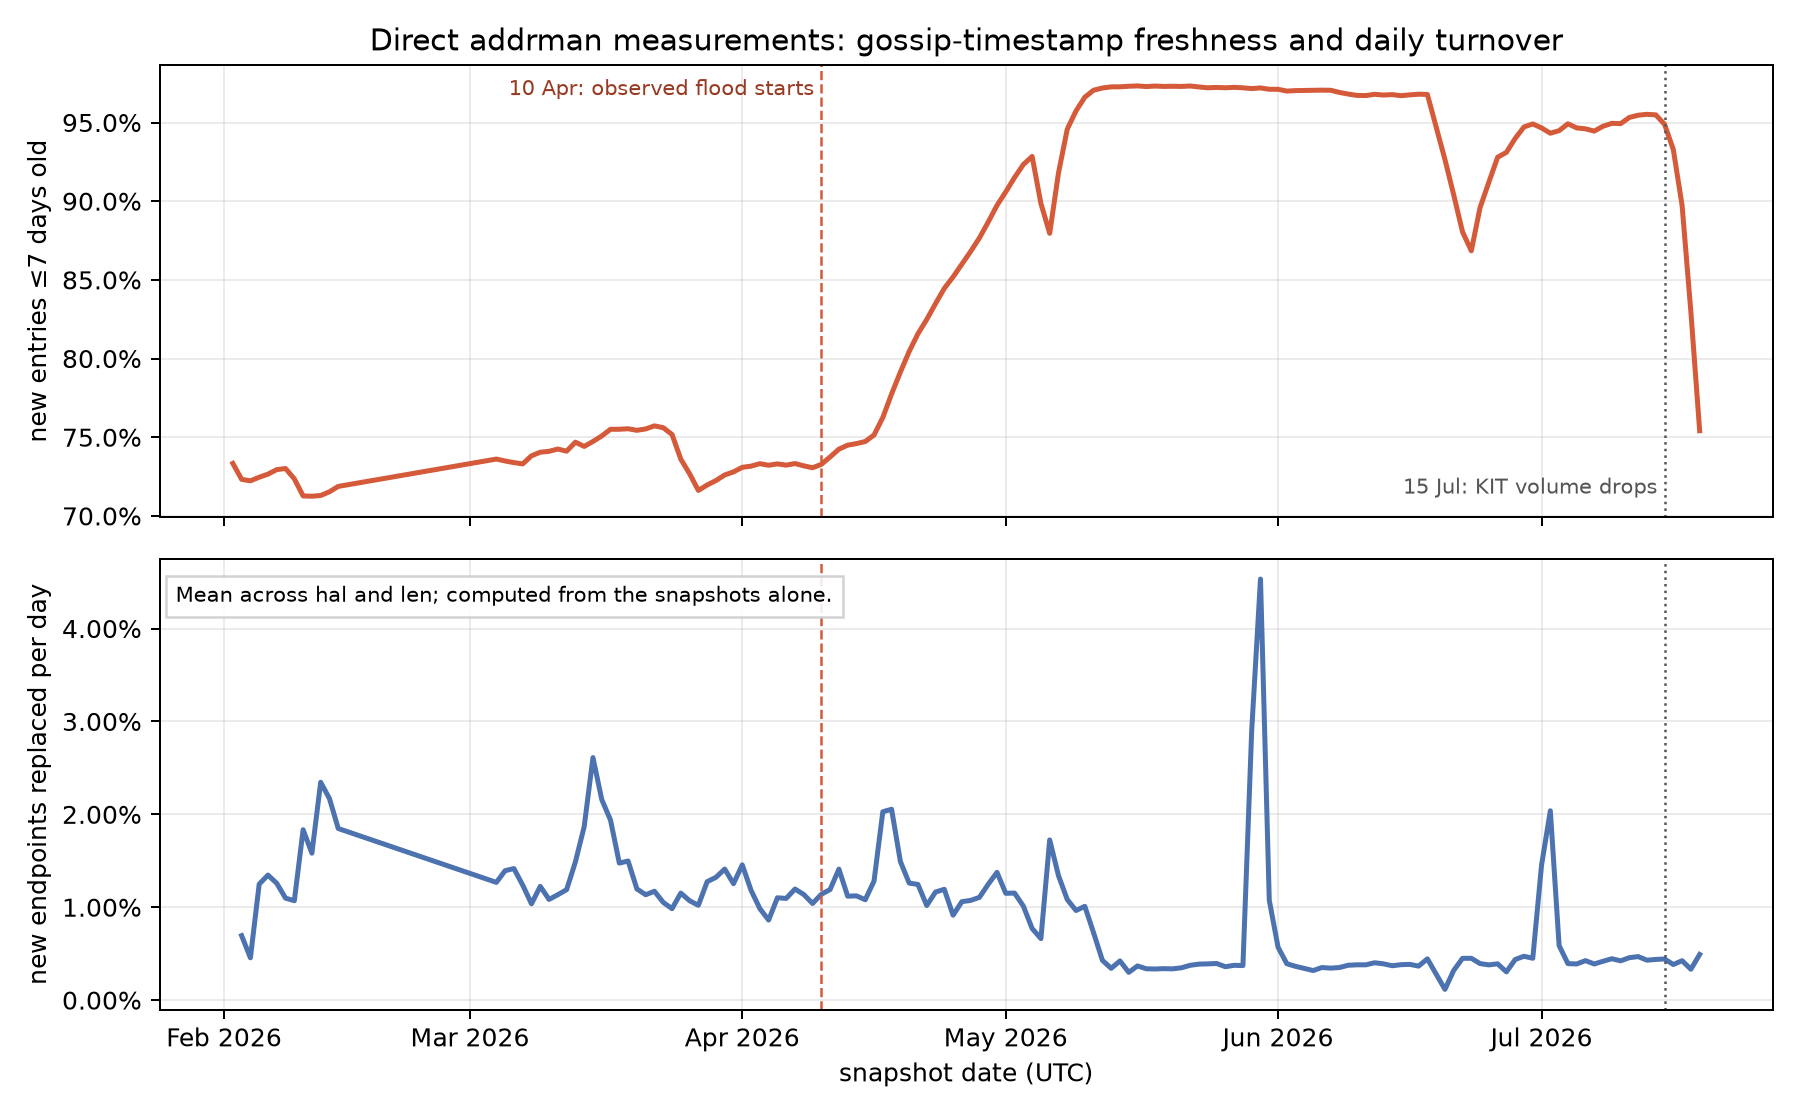 Direct addrman measurements: gossip-timestamp freshness and daily turnover
new entries ≤7 days old
95.0%
90.0%
85.0%
80.0%
75.0%
70.0%
10 Apr: observed flood starts
15 Jul: KIT volume drops
new endpoints replaced per day
4.00%
3.00%
2.00%
1.00%
0.00%
Mean across hal and len; computed from the snapshots alone.
Feb 2026
Mar 2026
Apr 2026
May 2026
Jun 2026
Jul 2026
snapshot date (UTC)